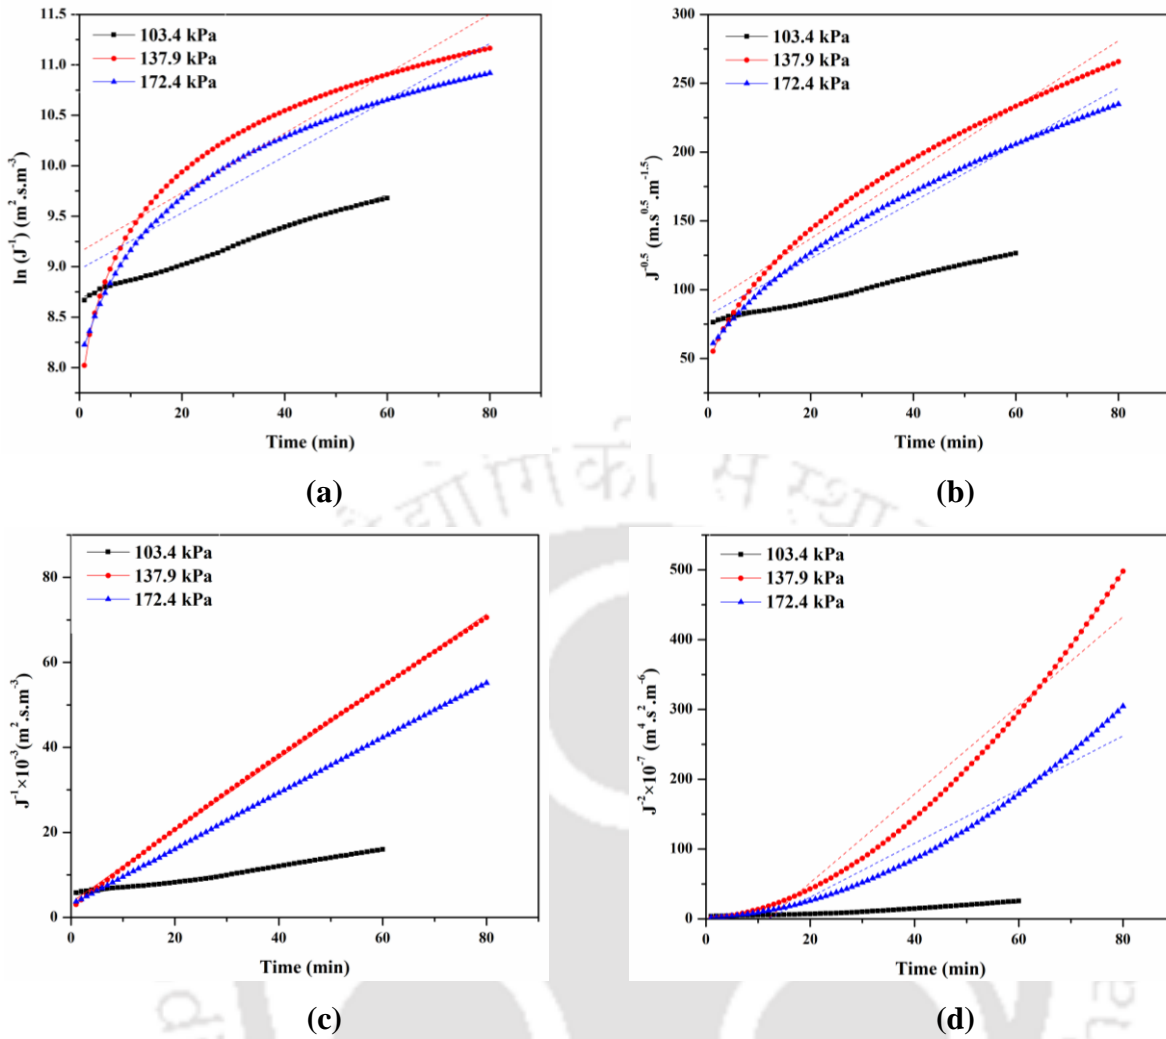 11.5
11.0
10.5
10.0
9.5
9.0
8.5
8.0
ln (J⁻¹) (m².s.m⁻³)
103.4 kPa
137.9 kPa
172.4 kPa
0 20 40 60 80
Time (min)
(a)
300
250
200
150
100
50
J⁻⁰·⁵ (m.s⁰·⁵.m⁻¹·⁵)
103.4 kPa
137.9 kPa
172.4 kPa
0 20 40 60 80
Time (min)
(b)
80
60
40
20
0
J⁻¹×10⁻³ (m².s.m⁻³)
103.4 kPa
137.9 kPa
172.4 kPa
0 20 40 60 80
Time (min)
(c)
500
400
300
200
100
0
J⁻²×10⁻⁷ (m⁴.s².m⁻⁶)
103.4 kPa
137.9 kPa
172.4 kPa
0 20 40 60 80
Time (min)
(d)